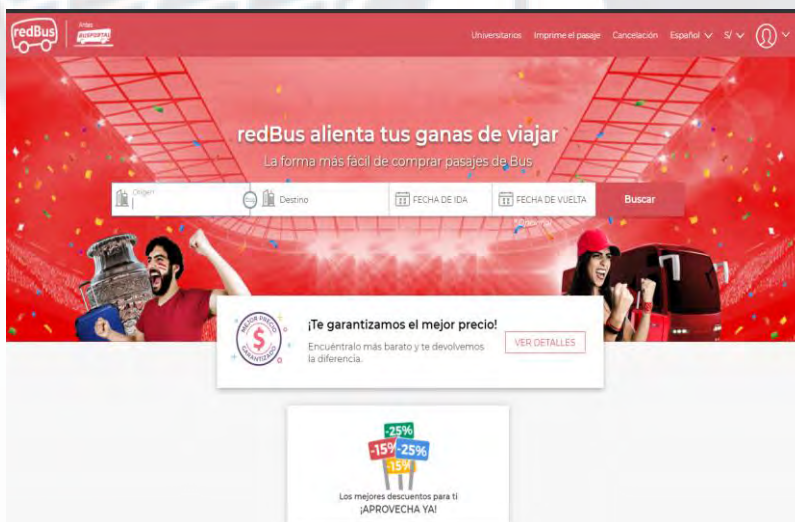 redBus
Antes
BUSPORTAL
Universitarios
Imprime el pasaje
Cancelación
Español
S/
redBus alienta tus ganas de viajar
La forma más fácil de comprar pasajes de Bus
Origen
Destino
FECHA DE IDA
FECHA DE VUELTA
Buscar
MEJOR PRECIO
$
GARANTIZADO
¡Te garantizamos el mejor precio!
Encuéntralo más barato y te devolvemos
la diferencia.
VER DETALLES
-25%
-15%
-25%
-15%
Los mejores descuentos para ti
¡APROVECHA YA!